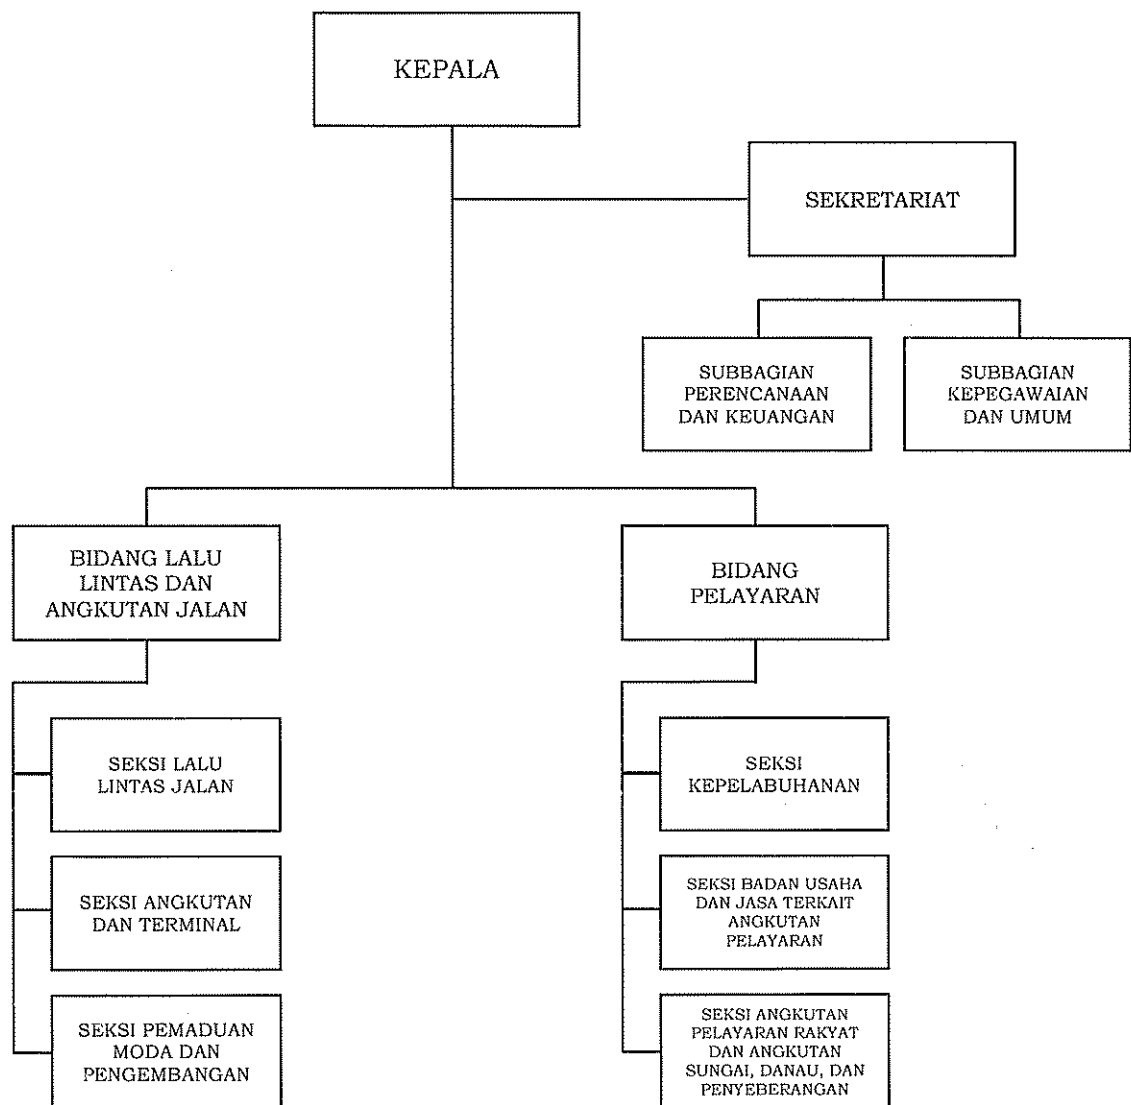 KEPALA
SEKRETARIAT
SUBBAGIAN
PERENCANAAN
DAN KEUANGAN
SUBBAGIAN
KEPEGAWAIAN
DAN UMUM
BIDANG LALU
LINTAS DAN
ANGKUTAN JALAN
SEKSI LALU
LINTAS JALAN
SEKSI ANGKUTAN
DAN TERMINAL
SEKSI PEMADUAN
MODA DAN
PENGEMBANGAN
BIDANG
PELAYARAN
SEKSI
KEPELABUHANAN
SEKSI BADAN USAHA
DAN JASA TERKAIT
ANGKUTAN
PELAYARAN
SEKSI ANGKUTAN
PELAYARAN RAKYAT
DAN ANGKUTAN
SUNGAI, DANAU, DAN
PENYEBERANGAN